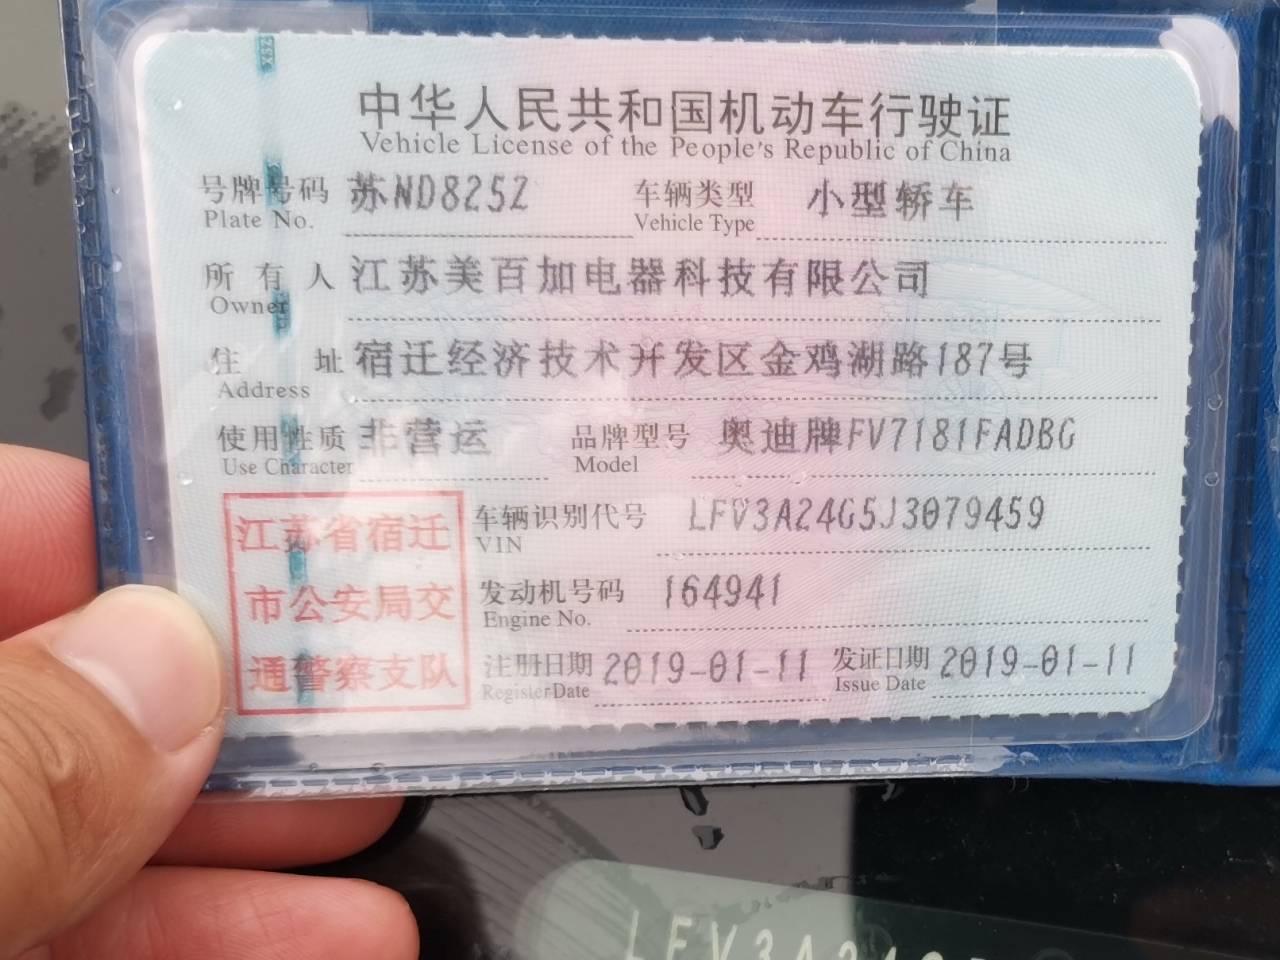 中华人民共和国机动车行驶证
Vehicle License of the People's Republic of China
号牌号码 苏ND825Z 车辆类型 小型轿车
Plate No. Vehicle Type
所有人 江苏美百加电器科技有限公司
Owner
住址 宿迁经济技术开发区金鸡湖路187号
Address
使用性质 非营运 品牌型号 奥迪牌FV7181FADBG
Use Character Model
江苏省宿迁
市公安局交
通警察支队
车辆识别代号 LFV3A24G5J3079459
VIN
发动机号码 164941
Engine No.
注册日期 2019-01-11 发证日期 2019-01-11
Register Date Issue Date
LFV3A24G